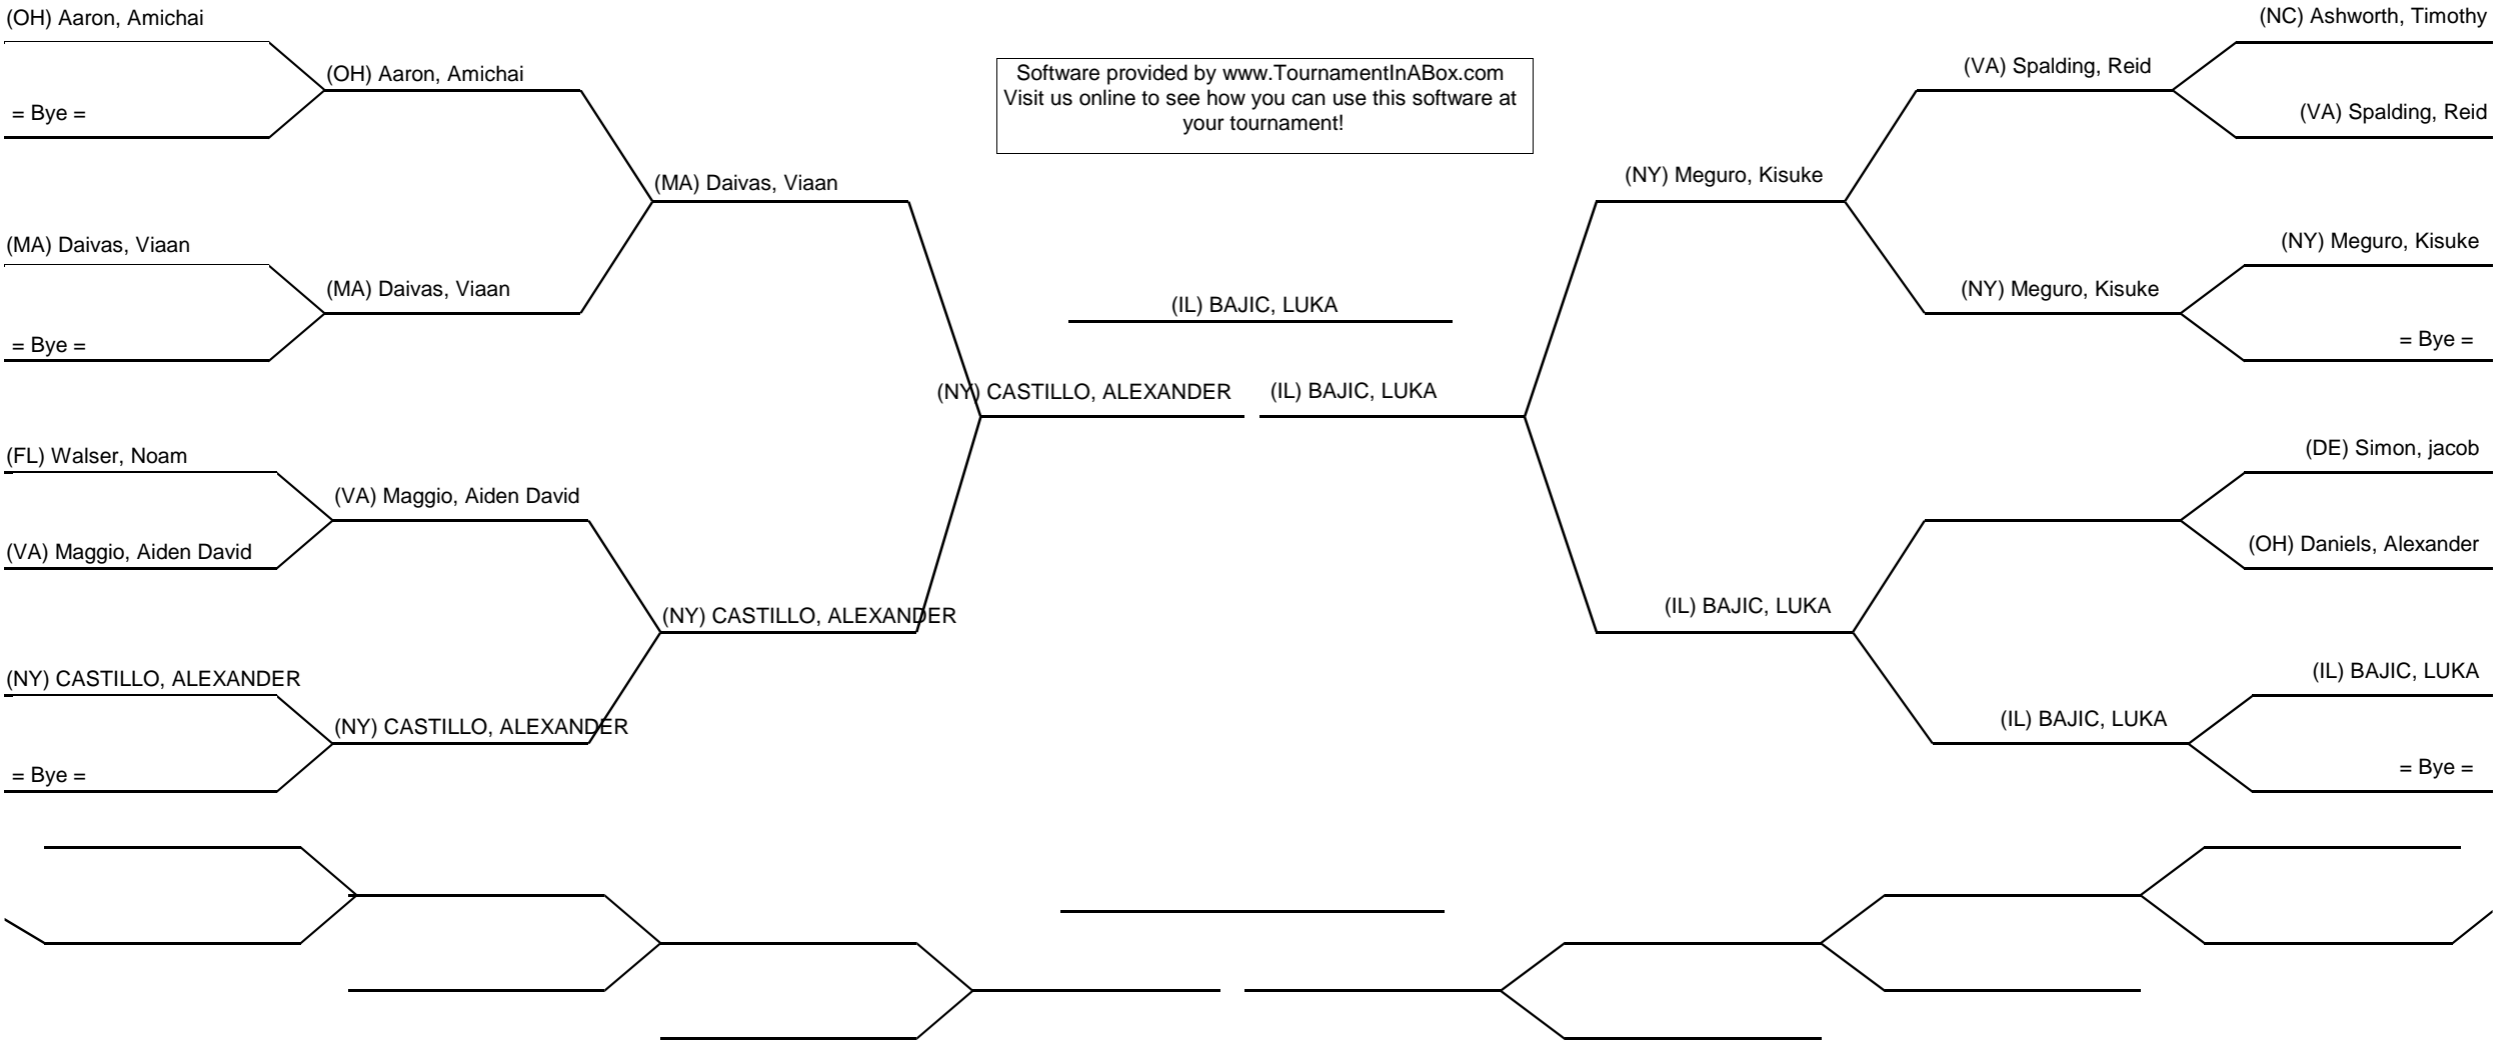 (OH) Aaron, Amichai
= Bye =
(MA) Daivas, Viaan
= Bye =
(FL) Walser, Noam
(VA) Maggio, Aiden David
(NY) CASTILLO, ALEXANDER
= Bye =
(OH) Aaron, Amichai
(MA) Daivas, Viaan
(VA) Maggio, Aiden David
(NY) CASTILLO, ALEXANDER
(MA) Daivas, Viaan
(NY) CASTILLO, ALEXANDER
(NY) CASTILLO, ALEXANDER
Software provided by www.TournamentInABox.com
Visit us online to see how you can use this software at
your tournament!
(IL) BAJIC, LUKA
(IL) BAJIC, LUKA
(NY) Meguro, Kisuke
(IL) BAJIC, LUKA
(VA) Spalding, Reid
(NY) Meguro, Kisuke
(IL) BAJIC, LUKA
(NC) Ashworth, Timothy
(VA) Spalding, Reid
(NY) Meguro, Kisuke
= Bye =
(DE) Simon, jacob
(OH) Daniels, Alexander
(IL) BAJIC, LUKA
= Bye =